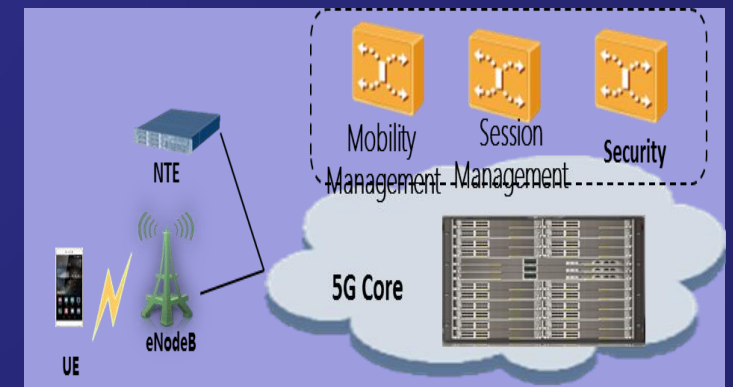 Mobility
Management
Session
Management
Security
NTE
5G Core
eNodeB
UE